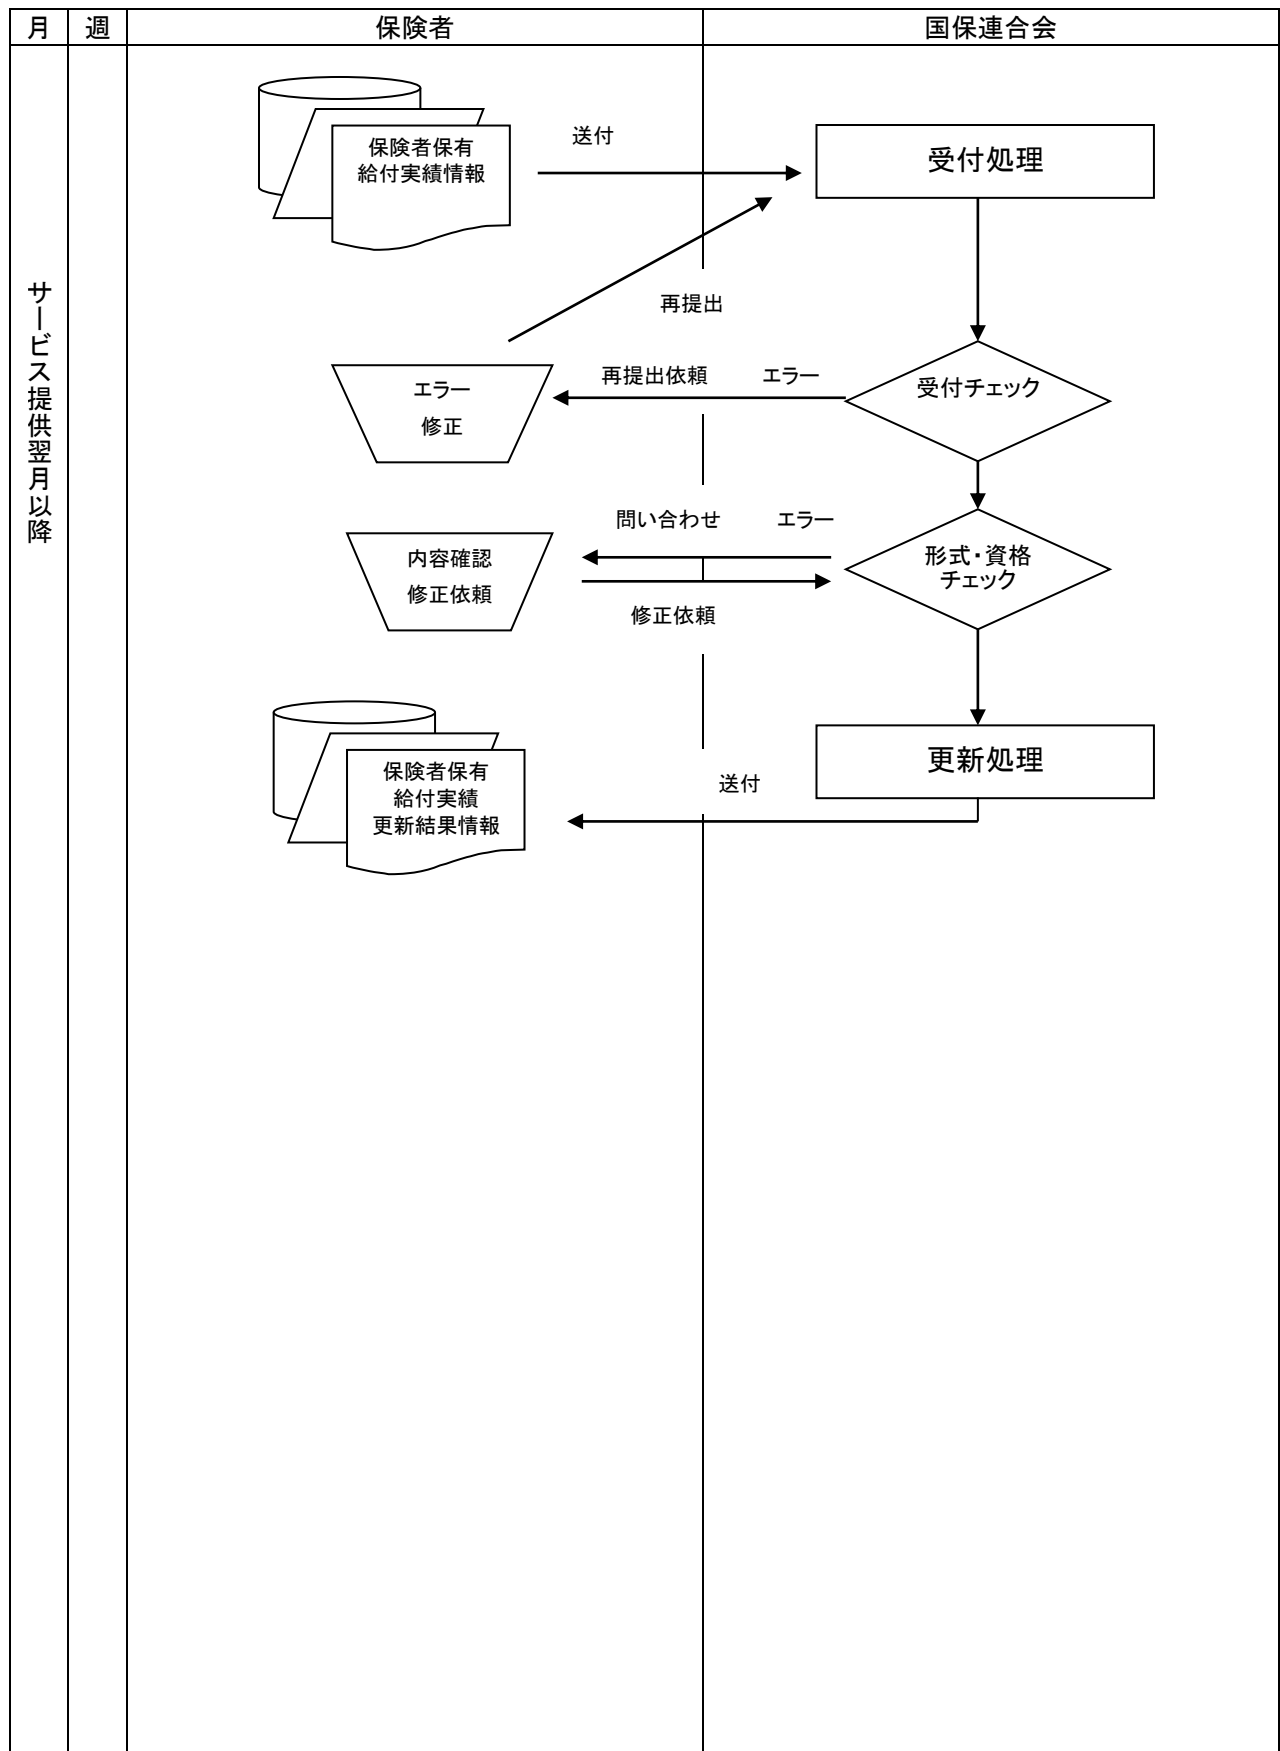 月
週
保険者
国保連合会
サービス提供翌月以降
保険者保有
給付実績情報
送付
受付処理
再提出
エラー
修正
再提出依頼
エラー
受付チェック
内容確認
修正依頼
問い合わせ
エラー
修正依頼
形式・資格
チェック
保険者保有
給付実績
更新結果情報
送付
更新処理